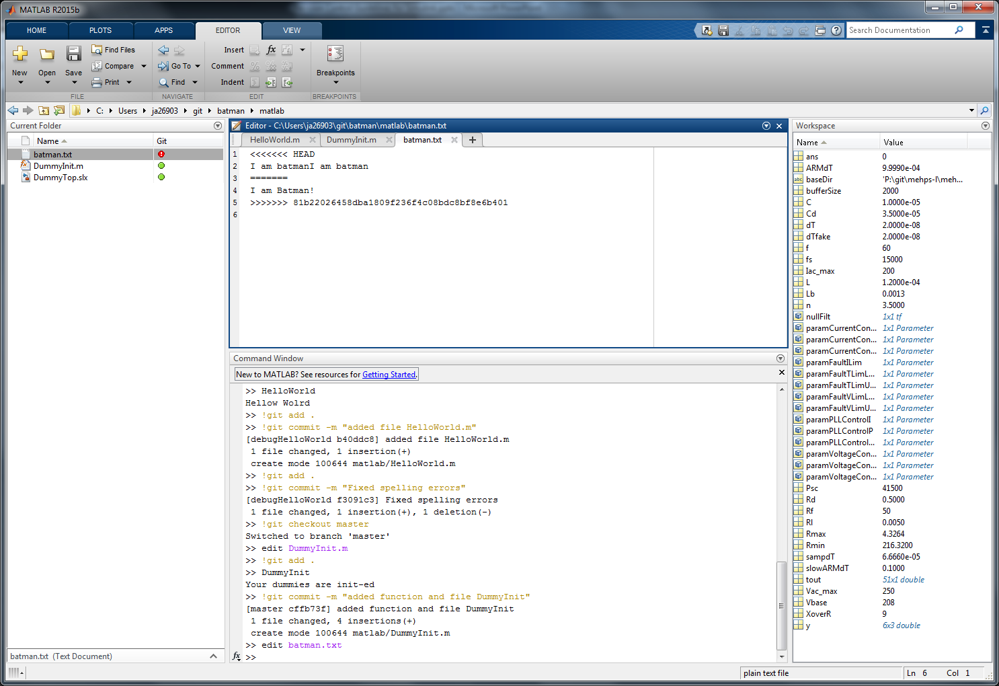 MATLAB R2015b
HOME PLOTS APPS EDITOR VIEW
Search Documentation
New Open Save
Find Files
Compare
Print
FILE
Go To
Find
NAVIGATE
Insert fx
Comment
Indent
EDIT
Breakpoints
BREAKPOINTS
C: Users ja26903 git batman matlab
Current Folder
Name Git
batman.txt
DummyInit.m
DummyTop.slx
batman.txt (Text Document)
Editor - C:\Users\ja26903\git\batman\matlab\batman.txt
HelloWorld.m DummyInit.m batman.txt
1 <<<<<<< HEAD
2 I am batmanI am batman
3 =======
4 I am Batman!
5 >>>>>>> 81b22026458dba1809f236f4c08bdc8bf8e6b401
6
Command Window
New to MATLAB? See resources for Getting Started.
>> HelloWorld
Hellow Wolrd
>> !git add .
>> !git commit -m "added file HelloWorld.m"
[debugHelloWorld b40ddc8] added file HelloWorld.m
1 file changed, 1 insertion(+)
create mode 100644 matlab/HelloWorld.m
>> !git add .
>> !git commit -m "Fixed spelling errors"
[debugHelloWorld f3091c3] Fixed spelling errors
1 file changed, 1 insertion(+), 1 deletion(-)
>> !git checkout master
Switched to branch 'master'
>> edit DummyInit.m
>> !git add .
>> DummyInit
Your dummies are init-ed
>> !git commit -m "added function and file DummyInit"
[master cffb73f] added function and file DummyInit
1 file changed, 4 insertions(+)
create mode 100644 matlab/DummyInit.m
>> edit batman.txt
fx >>
Workspace
Name Value
ans 0
ARMdT 9.9990e-04
baseDir 'P:\git\mehps-l\meh...
bufferSize 2000
C 1.0000e-05
Cd 3.5000e-05
dT 2.0000e-08
dTfake 2.0000e-08
f 60
fs 15000
Iac_max 200
L 1.2000e-04
Lb 0.0013
n 3.5000
nullFilt 1x1 tf
paramCurrentCon... 1x1 Parameter
paramCurrentCon... 1x1 Parameter
paramCurrentCon... 1x1 Parameter
paramFaultILim 1x1 Parameter
paramFaultTLimL... 1x1 Parameter
paramFaultTLimU... 1x1 Parameter
paramFaultVLimL... 1x1 Parameter
paramFaultVLimU... 1x1 Parameter
paramPLLControlI 1x1 Parameter
paramPLLControlP 1x1 Parameter
paramPLLControl... 1x1 Parameter
paramVoltageCon... 1x1 Parameter
paramVoltageCon... 1x1 Parameter
paramVoltageCon... 1x1 Parameter
Psc 41500
Rd 0.5000
Rf 50
Rl 0.0050
Rmax 4.3264
Rmin 216.3200
sampdT 6.6660e-05
slowARMdT 0.1000
tout 51x1 double
Vac_max 250
Vbase 208
XoverR 9
y 6x3 double
plain text file Ln 6 Col 1